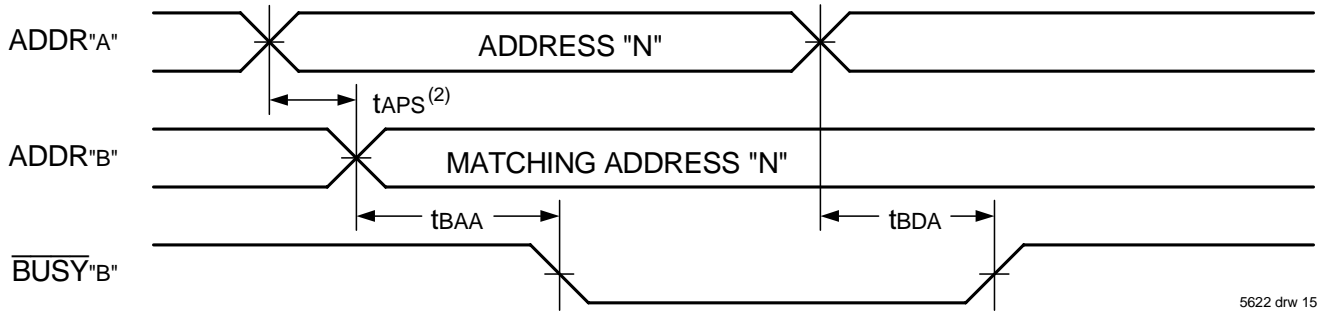 ADDR"A"
ADDRESS "N"
tAPS(2)
ADDR"B"
MATCHING ADDRESS "N"
tBAA
tBDA
BUSY"B"
5622 drw 15